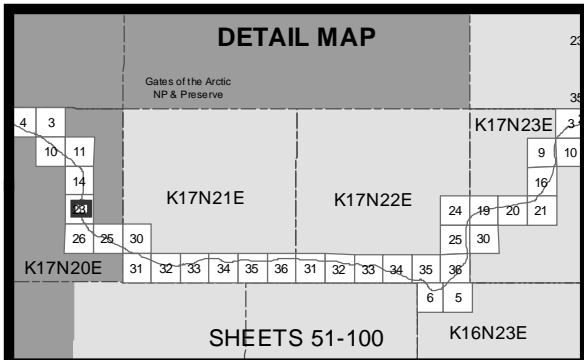 DETAIL MAP
23
Gates of the Arctic
NP & Preserve
35
4 3
K17N23E
3
10 11
9 10
14
16
K17N21E
K17N22E
24 19 20 21
26 25 30
25 30
K17N20E
31 32 33 34 35 36 31 32 33 34 35 36
6 5
SHEETS 51-100
K16N23E